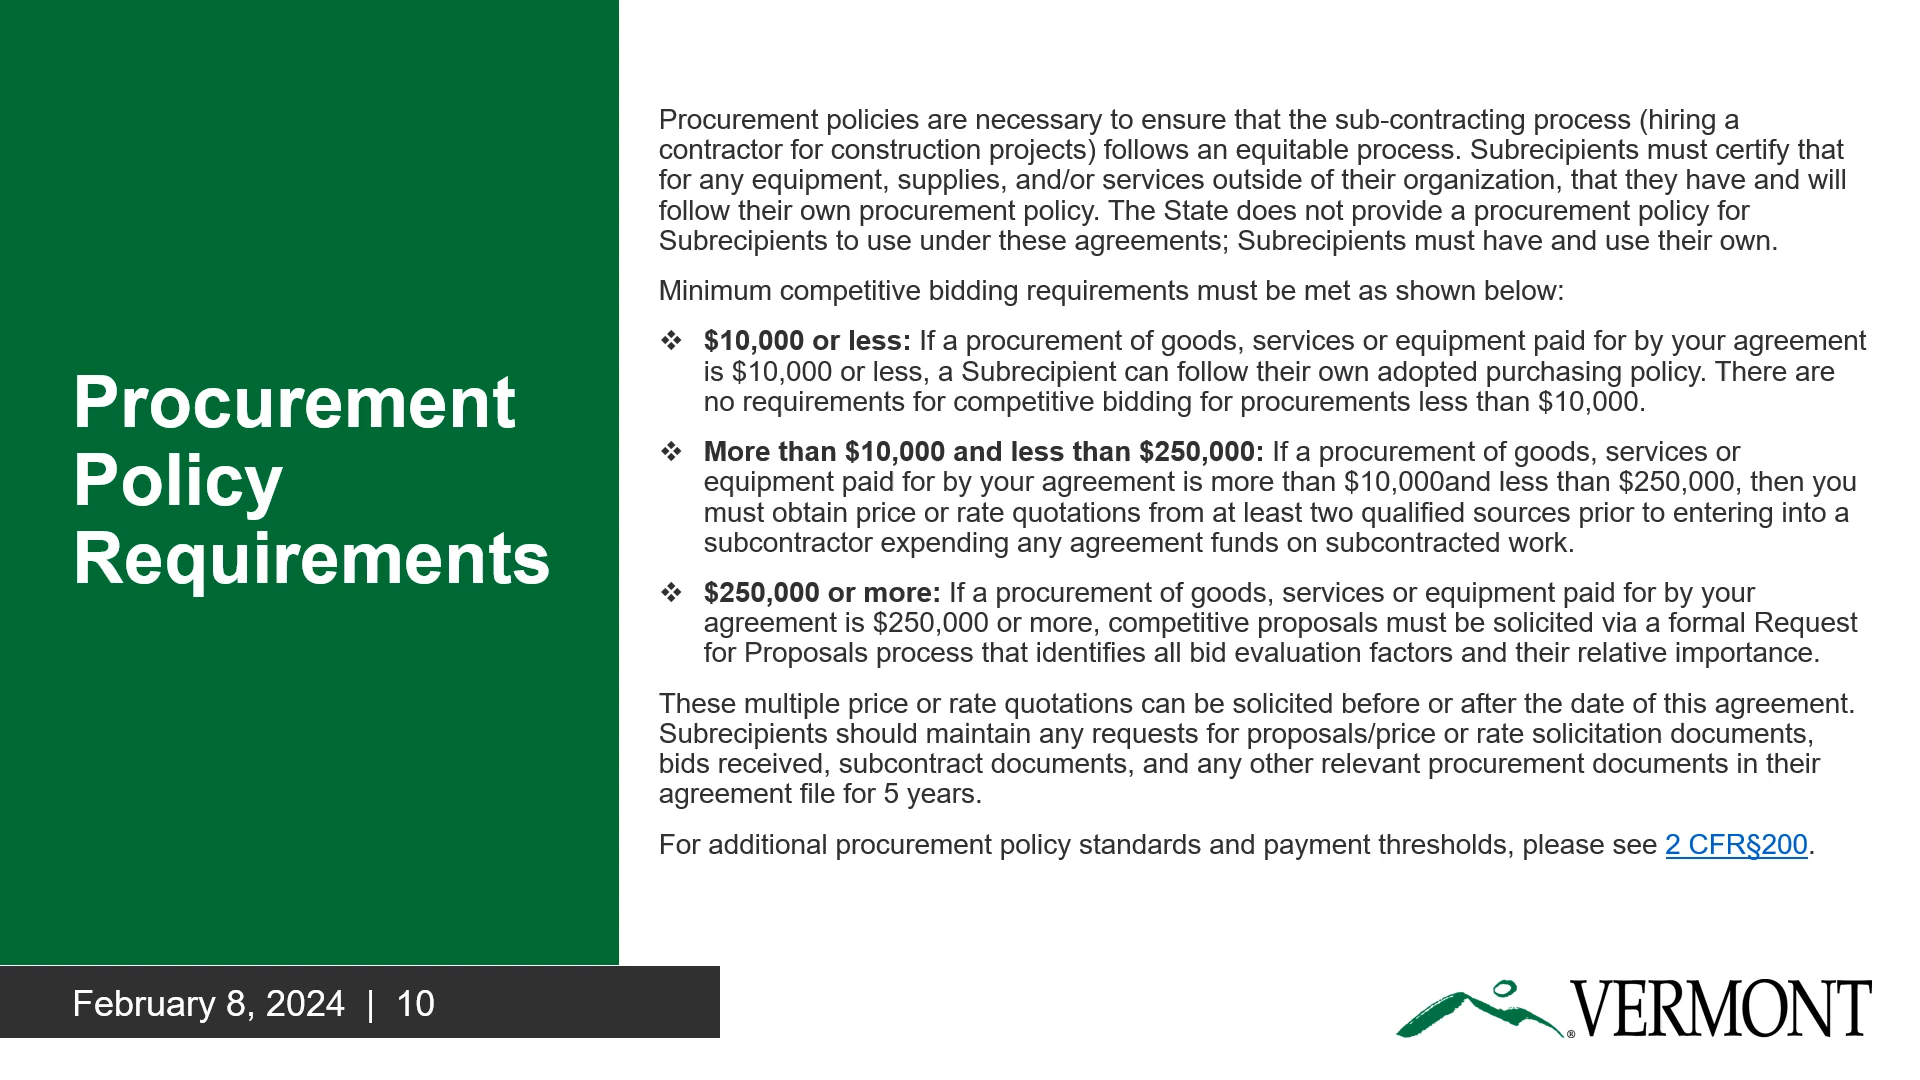 Procurement
Policy
Requirements
Procurement policies are necessary to ensure that the sub-contracting process (hiring a
contractor for construction projects) follows an equitable process. Subrecipients must certify that
for any equipment, supplies, and/or services outside of their organization, that they have and will
follow their own procurement policy. The State does not provide a procurement policy for
Subrecipients to use under these agreements; Subrecipients must have and use their own.
Minimum competitive bidding requirements must be met as shown below:
❖ $10,000 or less: If a procurement of goods, services or equipment paid for by your agreement
is $10,000 or less, a Subrecipient can follow their own adopted purchasing policy. There are
no requirements for competitive bidding for procurements less than $10,000.
❖ More than $10,000 and less than $250,000: If a procurement of goods, services or
equipment paid for by your agreement is more than $10,000and less than $250,000, then you
must obtain price or rate quotations from at least two qualified sources prior to entering into a
subcontractor expending any agreement funds on subcontracted work.
❖ $250,000 or more: If a procurement of goods, services or equipment paid for by your
agreement is $250,000 or more, competitive proposals must be solicited via a formal Request
for Proposals process that identifies all bid evaluation factors and their relative importance.
These multiple price or rate quotations can be solicited before or after the date of this agreement.
Subrecipients should maintain any requests for proposals/price or rate solicitation documents,
bids received, subcontract documents, and any other relevant procurement documents in their
agreement file for 5 years.
For additional procurement policy standards and payment thresholds, please see 2 CFR§200.
February 8, 2024 | 10
® VERMONT